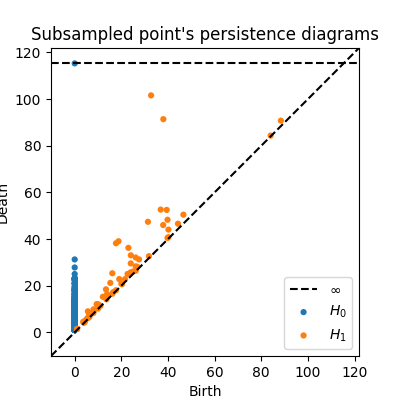 Subsampled point's persistence diagrams
120
100
80
60
40
20
0
Death
0 20 40 60 80 100 120
Birth
∞
H₀
H₁